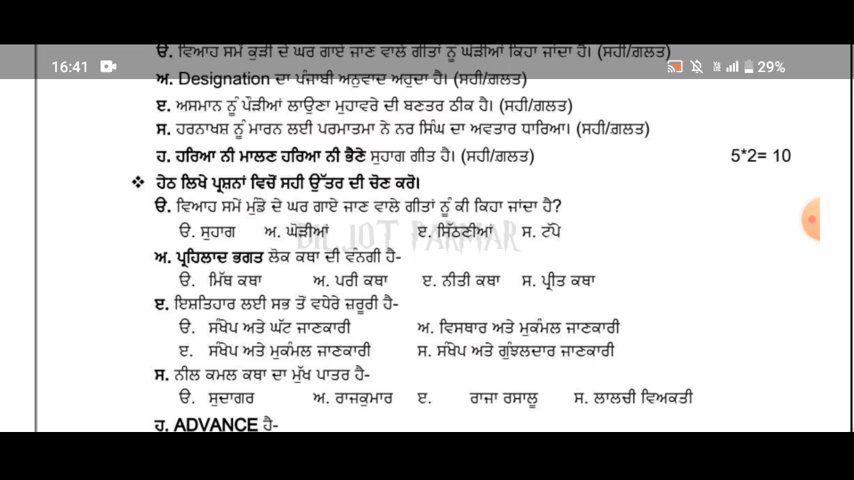 ੳ. ਵਿਆਹ ਸਮੇਂ ਕੁੜੀ ਦੇ ਘਰ ਗਾਏ ਜਾਣ ਵਾਲੇ ਗੀਤਾਂ ਨੂੰ ਘੋੜੀਆਂ ਕਿਹਾ ਜਾਂਦਾ ਹੈ। (ਸਹੀ/ਗਲਤ)
16:41 29%
ਅ. Designation ਦਾ ਪੰਜਾਬੀ ਅਨੁਵਾਦ ਅਹੁਦਾ ਹੈ। (ਸਹੀ/ਗ਼ਲਤ)
ੲ. ਅਸਮਾਨ ਨੂੰ ਪੌੜੀਆਂ ਲਾਉਣਾ ਮੁਹਾਵਰੇ ਦੀ ਬਣਤਰ ਠੀਕ ਹੈ। (ਸਹੀ/ਗ਼ਲਤ)
ਸ. ਹਰਨਾਖਸ਼ ਨੂੰ ਮਾਰਨ ਲਈ ਪਰਮਾਤਮਾ ਨੇ ਨਰ ਸਿੰਘ ਦਾ ਅਵਤਾਰ ਧਾਰਿਆ। (ਸਹੀ/ਗ਼ਲਤ)
ਹ. ਹਰਿਆ ਨੀ ਮਾਲਣ ਹਰਿਆ ਨੀ ਭੈਣੇ ਸੁਹਾਗ ਗੀਤ ਹੈ। (ਸਹੀ/ਗ਼ਲਤ) 5*2= 10
❖ ਹੇਠ ਲਿਖੇ ਪ੍ਰਸ਼ਨਾਂ ਵਿਚੋਂ ਸਹੀ ਉੱਤਰ ਦੀ ਚੋਣ ਕਰੋ।
ੳ. ਵਿਆਹ ਸਮੇਂ ਮੁੰਡੇ ਦੇ ਘਰ ਗਾਏ ਜਾਣ ਵਾਲੇ ਗੀਤਾਂ ਨੂੰ ਕੀ ਕਿਹਾ ਜਾਂਦਾ ਹੈ?
ੳ. ਸੁਹਾਗ ਅ. ਘੋੜੀਆਂ ੲ. ਸਿੱਠਣੀਆਂ ਸ. ਟੱਪੇ
DILJOT PARMAR
ਅ. ਪ੍ਰਹਿਲਾਦ ਭਗਤ ਲੋਕ ਕਥਾ ਦੀ ਵੰਨਗੀ ਹੈ-
ੳ. ਮਿੱਥ ਕਥਾ ਅ. ਪਰੀ ਕਥਾ ੲ. ਨੀਤੀ ਕਥਾ ਸ. ਪ੍ਰੀਤ ਕਥਾ
ੲ. ਇਸ਼ਤਿਹਾਰ ਲਈ ਸਭ ਤੋਂ ਵਧੇਰੇ ਜ਼ਰੂਰੀ ਹੈ-
ੳ. ਸੰਖੇਪ ਅਤੇ ਘੱਟ ਜਾਣਕਾਰੀ ਅ. ਵਿਸਥਾਰ ਅਤੇ ਮੁਕੰਮਲ ਜਾਣਕਾਰੀ
ੲ. ਸੰਖੇਪ ਅਤੇ ਮੁਕੰਮਲ ਜਾਣਕਾਰੀ ਸ. ਸੰਖੇਪ ਅਤੇ ਗੁੰਝਲਦਾਰ ਜਾਣਕਾਰੀ
ਸ. ਨੀਲ ਕਮਲ ਕਥਾ ਦਾ ਮੁੱਖ ਪਾਤਰ ਹੈ-
ੳ. ਸੁਦਾਗਰ ਅ. ਰਾਜਕੁਮਾਰ ੲ. ਰਾਜਾ ਰਸਾਲੂ ਸ. ਲਾਲਚੀ ਵਿਅਕਤੀ
ਹ. ADVANCE ਹੈ-